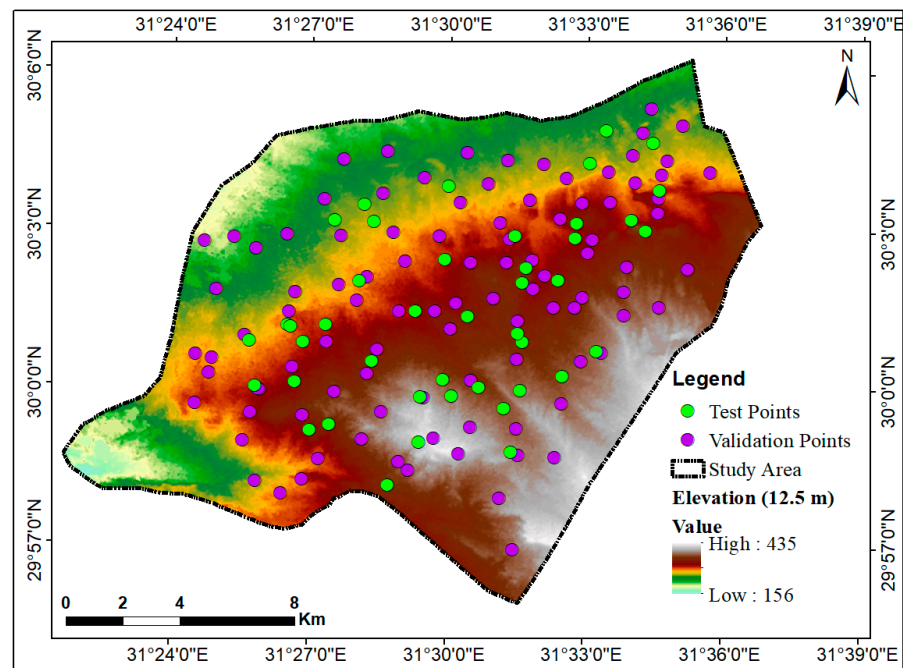 31°24'0"E 31°27'0"E 31°30'0"E 31°33'0"E 31°36'0"E 31°39'0"E
30°6'0"N
N
30°3'0"N
30°3'0"N
30°0'0"N
30°0'0"N
Legend
Test Points
Validation Points
Study Area
Elevation (12.5 m)
Value
High : 435
Low : 156
29°57'0"N
29°57'0"N
0 2 4 8
Km
31°24'0"E 31°27'0"E 31°30'0"E 31°33'0"E 31°36'0"E 31°39'0"E